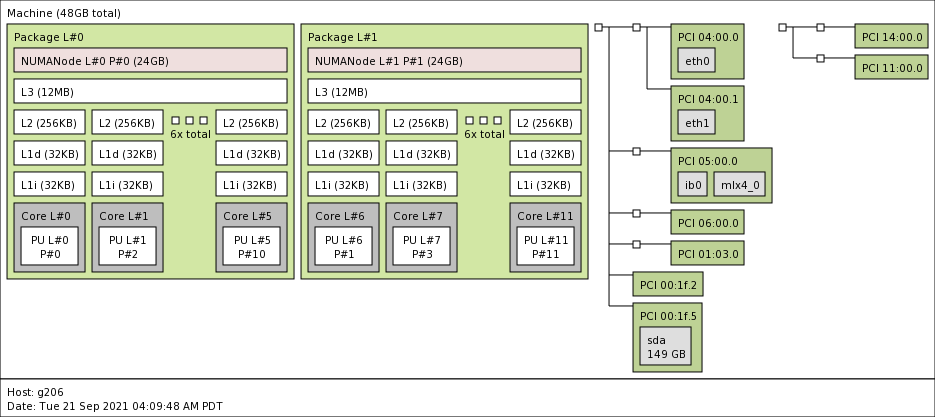 Machine (48GB total)
Package L#0
NUMANode L#0 P#0 (24GB)
L3 (12MB)
L2 (256KB)
L2 (256KB)
6x total
L2 (256KB)
L1d (32KB)
L1d (32KB)
L1d (32KB)
L1i (32KB)
L1i (32KB)
L1i (32KB)
Core L#0
PU L#0
P#0
Core L#1
PU L#1
P#2
Core L#5
PU L#5
P#10
Package L#1
NUMANode L#1 P#1 (24GB)
L3 (12MB)
L2 (256KB)
L2 (256KB)
6x total
L2 (256KB)
L1d (32KB)
L1d (32KB)
L1d (32KB)
L1i (32KB)
L1i (32KB)
L1i (32KB)
Core L#6
PU L#6
P#1
Core L#7
PU L#7
P#3
Core L#11
PU L#11
P#11
PCI 04:00.0
eth0
PCI 04:00.1
eth1
PCI 05:00.0
ib0
mlx4_0
PCI 06:00.0
PCI 01:03.0
PCI 00:1f.2
PCI 00:1f.5
sda
149 GB
PCI 14:00.0
PCI 11:00.0
Host: g206
Date: Tue 21 Sep 2021 04:09:48 AM PDT